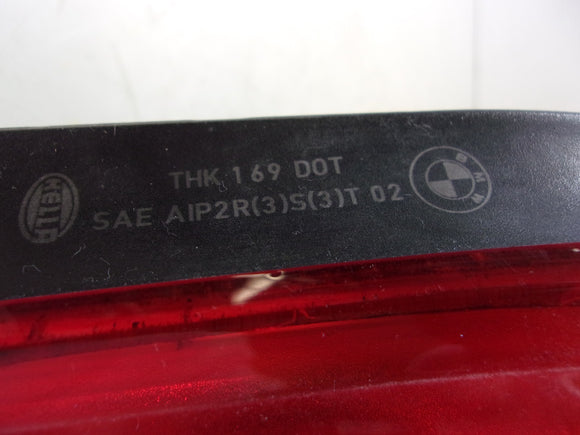 HELLA
THK 169 DOT
SAE AIP2R(3)S(3)T 02
BMW